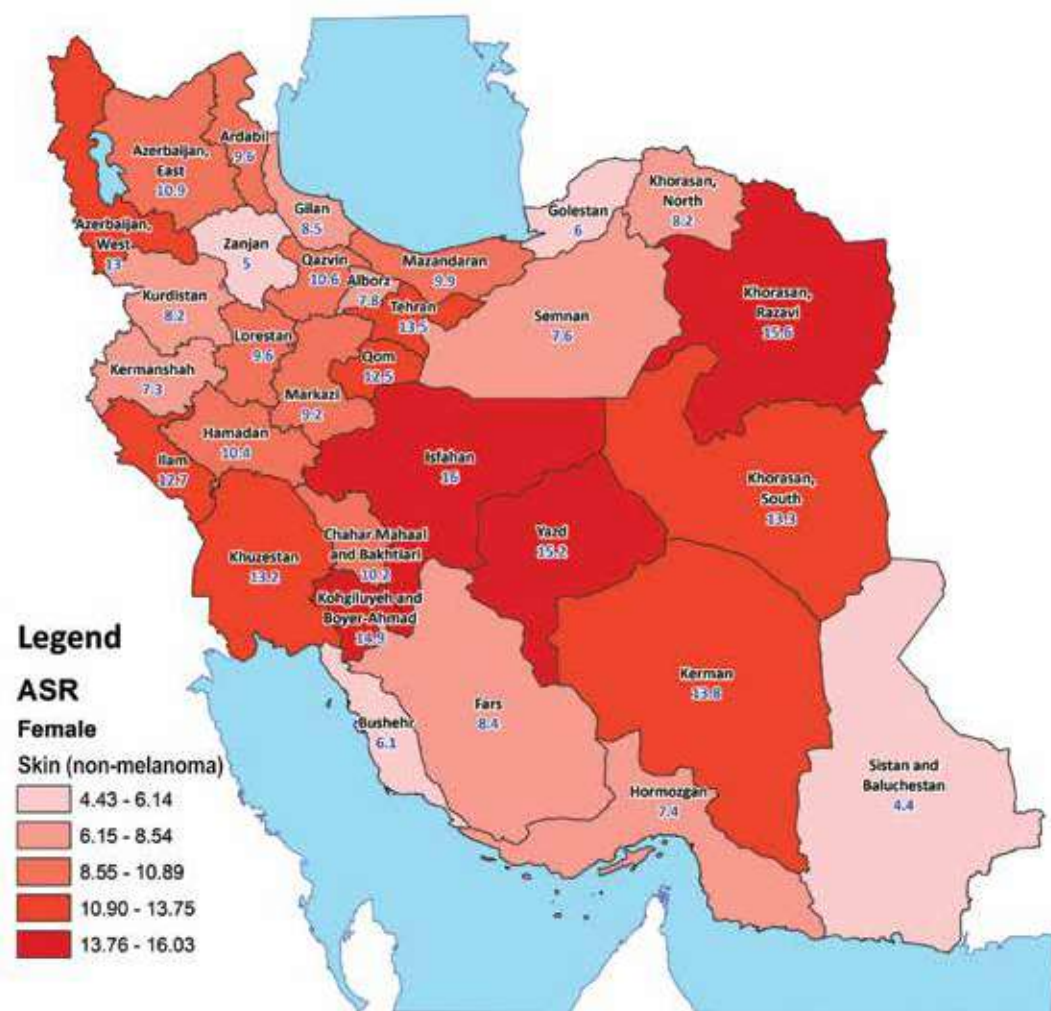 Ardabil
9.6
Azerbaijan,
East
10.9
Gilan
8.5
Golestan
6
Khorasan,
North
8.2
Azerbaijan,
West
13
Zanjan
5
Qazvin
10.6
Mazandaran
9.9
Alborz
7.8
Tehran
13.5
Kurdistan
8.2
Semnan
7.6
Khorasan,
Razavi
15.6
Lorestan
9.6
Qom
12.5
Kermanshah
7.3
Markazi
9.2
Hamadan
10.4
Ilam
12.7
Isfahan
16
Khorasan,
South
13.3
Yazd
15.2
Chahar Mahaal
and Bakhtiari
10.2
Khuzestan
13.2
Kohgiluyeh and
Boyer-Ahmad
14.9
Kerman
13.8
Fars
8.4
Bushehr
6.1
Hormozgan
7.4
Sistan and
Baluchestan
4.4
Legend
ASR
Female
Skin (non-melanoma)
4.43 - 6.14
6.15 - 8.54
8.55 - 10.89
10.90 - 13.75
13.76 - 16.03